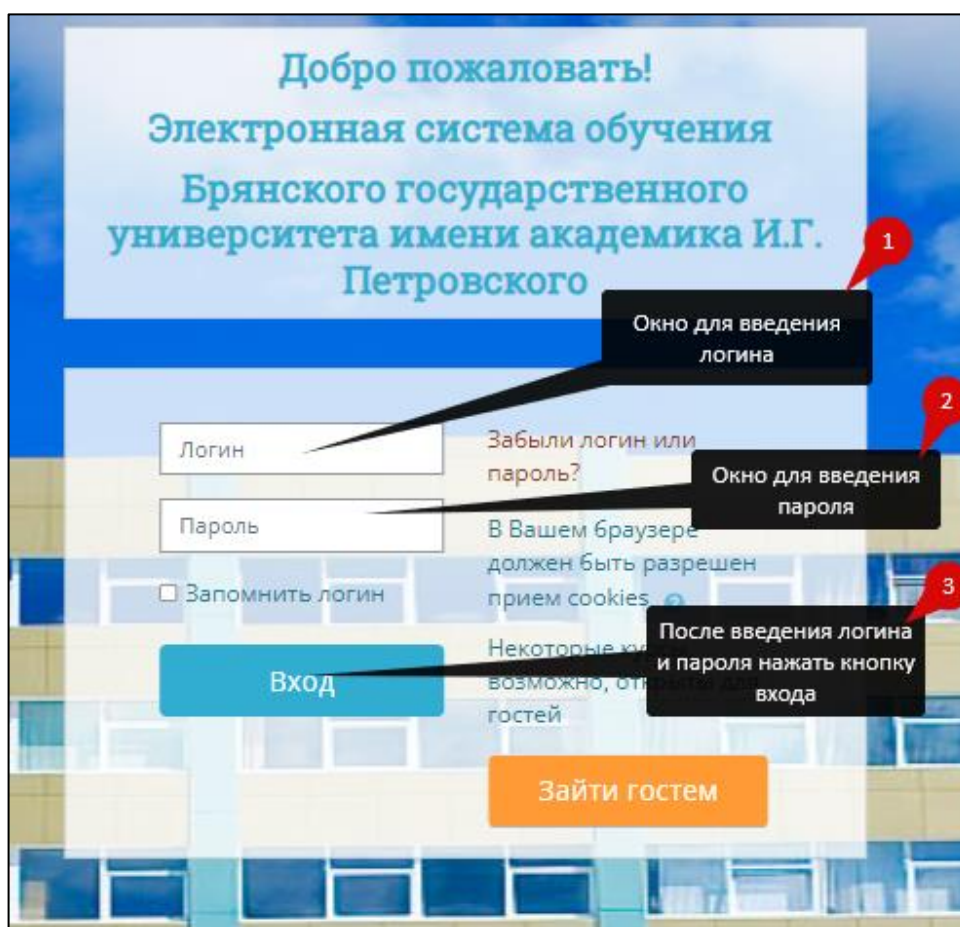 Добро пожаловать!
Электронная система обучения
Брянского государственного
университета имени академика И.Г.
Петровского
1
Окно для введения
логина
Логин
Забыли логин или
пароль?
2
Окно для введения
пароля
Пароль
В Вашем браузере
должен быть разрешен
прием cookies
Запомнить логин
3
После введения логина
и пароля нажать кнопку
входа
Вход
Некоторые
возможно,
гостей
Зайти гостем